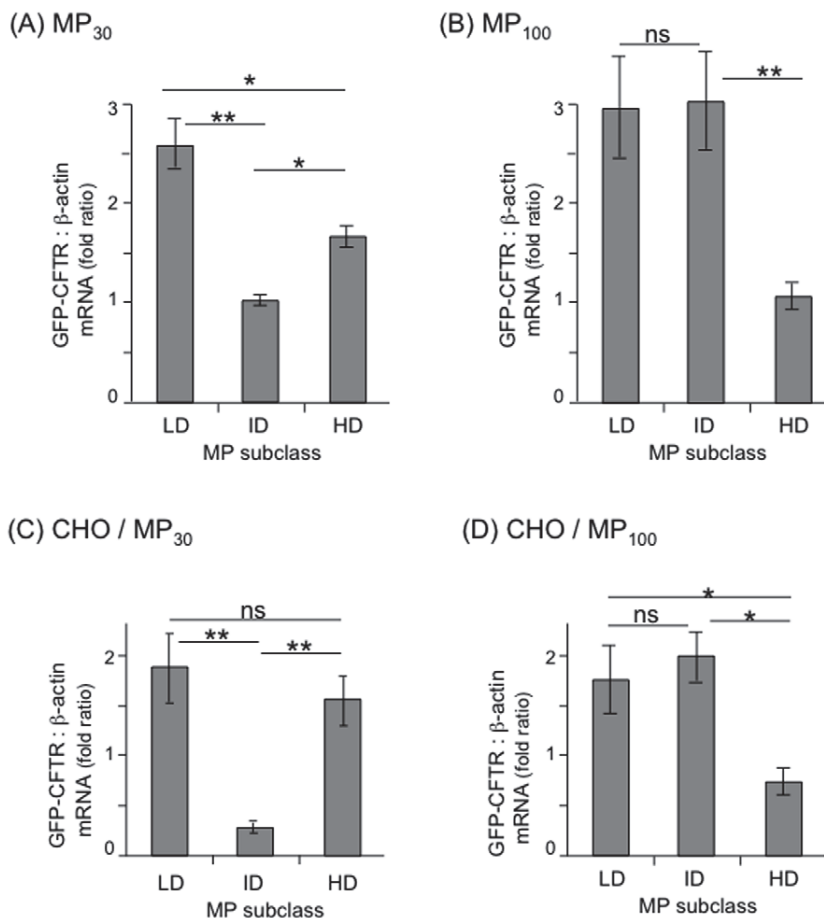 (A) MP30
*
**
*
3
2
1
0
GFP-CFTR : β-actin
mRNA (fold ratio)
LD ID HD
MP subclass
(B) MP100
ns
**
3
2
1
0
GFP-CFTR : β-actin
mRNA (fold ratio)
LD ID HD
MP subclass
(C) CHO / MP30
ns
** **
2
1
0
GFP-CFTR : β-actin
mRNA (fold ratio)
LD ID HD
MP subclass
(D) CHO / MP100
*
ns *
2
1
0
GFP-CFTR : β-actin
mRNA (fold ratio)
LD ID HD
MP subclass